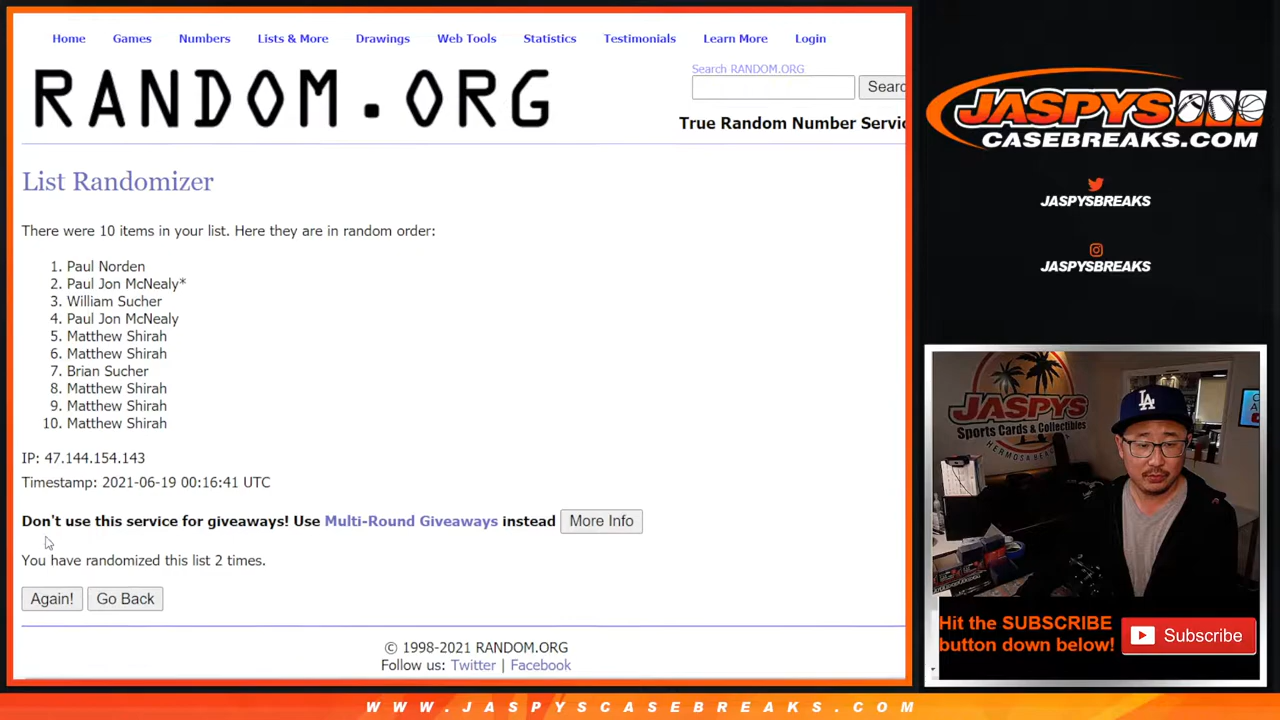 Home Games Numbers Lists & More Drawings Web Tools Statistics Testimonials Learn More Login
RANDOM.ORG
Search RANDOM.ORG
Searc
True Random Number Servic
List Randomizer
There were 10 items in your list. Here they are in random order:
1. Paul Norden
2. Paul Jon McNealy*
3. William Sucher
4. Paul Jon McNealy
5. Matthew Shirah
6. Matthew Shirah
7. Brian Sucher
8. Matthew Shirah
9. Matthew Shirah
10. Matthew Shirah
IP: 47.144.154.143
Timestamp: 2021-06-19 00:16:41 UTC
Don't use this service for giveaways! Use Multi-Round Giveaways instead More Info
You have randomized this list 2 times.
Again! Go Back
© 1998-2021 RANDOM.ORG
Follow us: Twitter | Facebook
JASPYS
CASEBREAKS.COM
JASPYSBREAKS
JASPYSBREAKS
JASPYS
Sports Cards & Collectibles
HERMOSA BEACH
LA
Hit the SUBSCRIBE
button down below!
Subscribe
WWW.JASPYSCASEBREAKS.COM